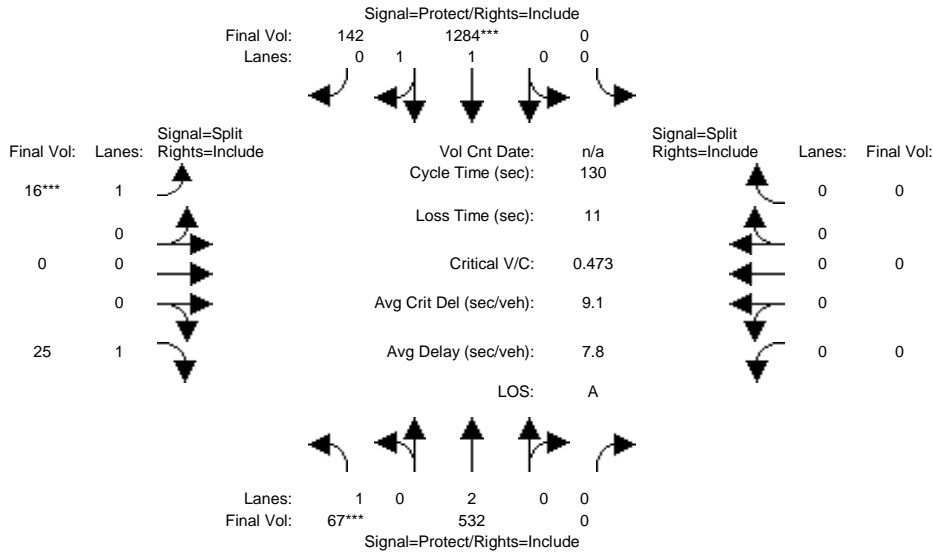 Signal=Protect/Rights=Include
Final Vol: 142 1284*** 0
Lanes: 0 1 1 0 0
Signal=Split Signal=Split
Final Vol: Lanes: Rights=Include Vol Cnt Date: n/a Rights=Include Lanes: Final Vol:
Cycle Time (sec): 130
16*** 1 0 0
Loss Time (sec): 11
0 0
0 0 Critical V/C: 0.473 0 0
0 Avg Crit Del (sec/veh): 9.1 0
25 1 Avg Delay (sec/veh): 7.8 0 0
LOS: A
Lanes: 1 0 2 0 0
Final Vol: 67*** 532 0
Signal=Protect/Rights=Include